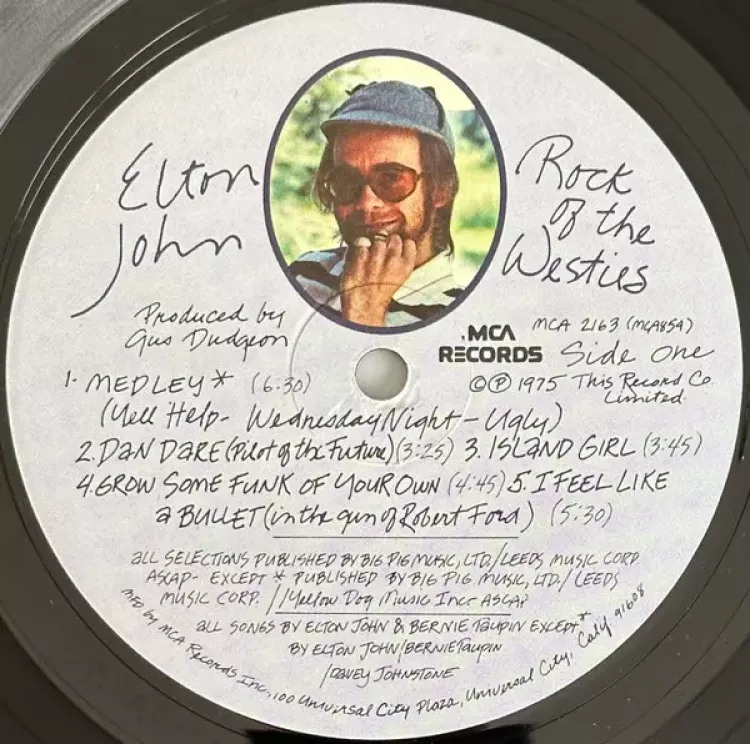 Elton John
Rock of the Westies
Produced by
Gus Dudgeon
MCA RECORDS
MCA 2163 (MCA854)
Side One
©℗ 1975 This Record Co. Limited.
1. MEDLEY * (6:30)
(Yell Help - Wednesday Night - Ugly)
2. DAN DARE (Pilot of the Future) (3:25) 3. ISLAND GIRL (3:45)
4. GROW SOME FUNK OF YOUR OWN (4:45) 5. I FEEL LIKE
a BULLET (in the gun of Robert Ford) (5:30)
ALL SELECTIONS PUBLISHED BY BIG PIG MUSIC, LTD./LEEDS MUSIC CORP.
ASCAP - EXCEPT * PUBLISHED BY BIG PIG MUSIC, LTD./LEEDS
MUSIC CORP. //Yellow Dog Music Inc. ASCAP
ALL SONGS BY ELTON JOHN & BERNIE TAUPIN EXCEPT *
BY ELTON JOHN/BERNIE TAUPIN
/DAVEY JOHNSTONE
MFD by MCA Records Inc., 100 Universal City Plaza, Universal City, Calif 91608